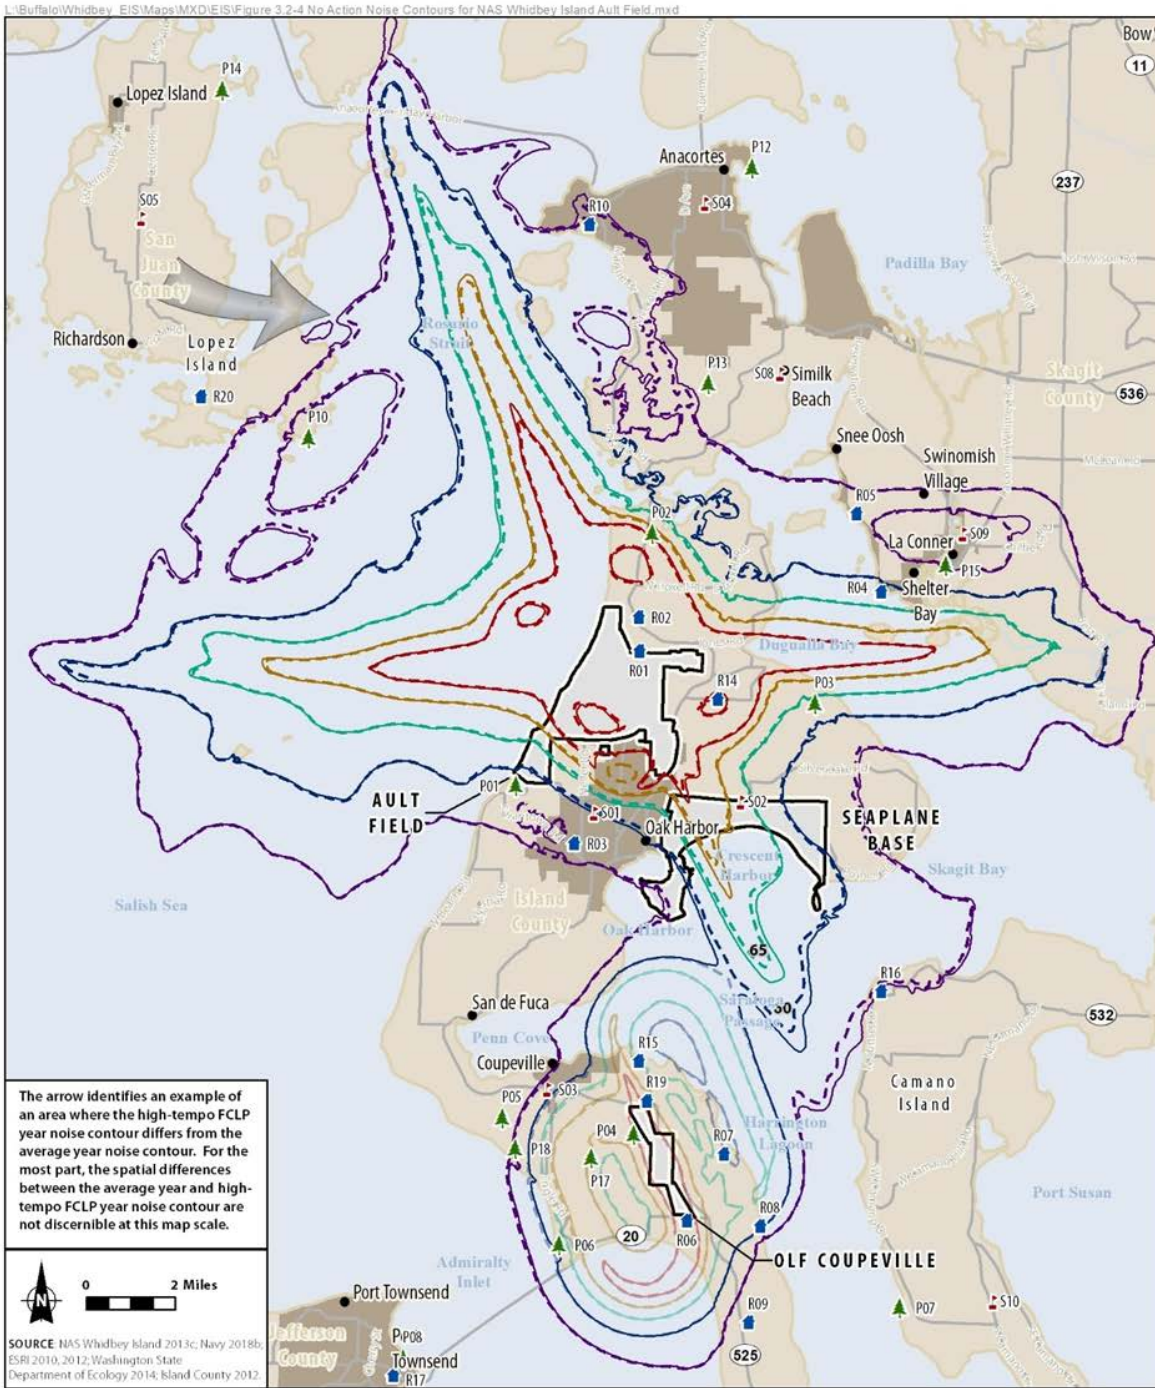 L:\Buffalo\Whidbey_EIS\Maps\MXD\EIS\Figure 3.2-4 No Action Noise Contours for NAS Whidbey Island Ault Field.mxd
Bow
11
P14
Lopez Island
P12
Anacortes
237
S05
S04
R10
San
Juan
County
Padilla Bay
Rosario
Strait
Richardson
Lopez
Island
P13
S08
Similk
Beach
Skagit
County
536
R20
P10
Snee Oosh
Swinomish
Village
R05
P02
S09
La Conner
P15
R04
Shelter
Bay
R02
Dugualla Bay
R01
R14
P03
P01
AULT
FIELD
S01
S02
Oak Harbor
SEAPLANE
BASE
R03
Crescent
Harbor
Skagit Bay
Island
County
Salish Sea
Oak Harbor
65
R16
San de Fuca
Saratoga
Passage
532
Penn Cove
Coupeville
R15
S03
R19
Camano
Island
P05
P04
R07
Harrington
Lagoon
P18
P17
Port Susan
R08
20
R06
P06
OLF COUPEVILLE
Admiralty
Inlet
P07
S10
R09
525
Port Townsend
Jefferson
County
P08
Townsend
R17
The arrow identifies an example of
an area where the high-tempo FCLP
year noise contour differs from the
average year noise contour. For the
most part, the spatial differences
between the average year and high-
tempo FCLP year noise contour are
not discernible at this map scale.
N
0 2 Miles
SOURCE: NAS Whidbey Island 2013c; Navy 2018b;
ESRI 2010, 2012; Washington State
Department of Ecology 2014; Island County 2012.